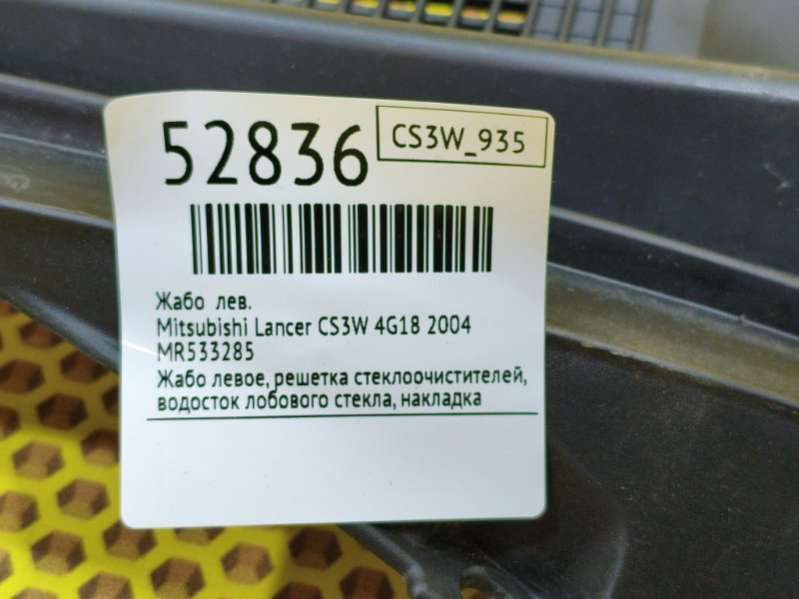 52836
CS3W_935
Жабо лев.
Mitsubishi Lancer CS3W 4G18 2004
MR533285
Жабо левое, решетка стеклоочистителей,
водосток лобового стекла, накладка